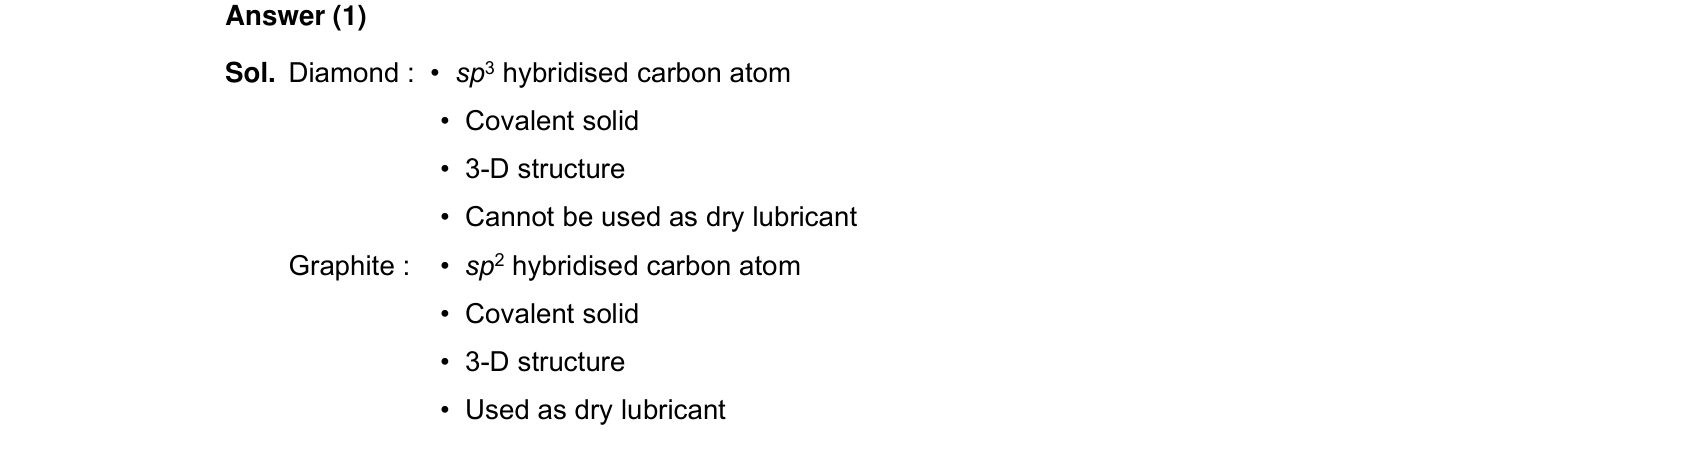 Answer (1)
Sol. Diamond : • sp³ hybridised carbon atom
• Covalent solid
• 3-D structure
• Cannot be used as dry lubricant
Graphite : • sp² hybridised carbon atom
• Covalent solid
• 3-D structure
• Used as dry lubricant